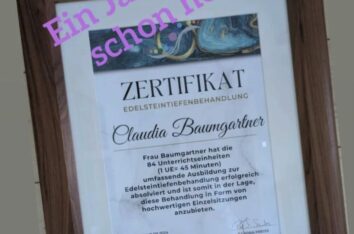 Ein Ja
schon
ZERTIFIKAT
EDELSTEINTIEFENBEHANDLUNG
Claudia Baumgartner
Frau Baumgartner hat die
84 Unterrichtseinheiten
(1 UE= 45 Minuten)
umfassende Ausbildung zur
Edelsteintiefenbehandlung erfolgreich
absolviert und ist somit in der Lage,
diese Behandlung in Form von
hochwertigen Einzelsitzungen
anzubieten.